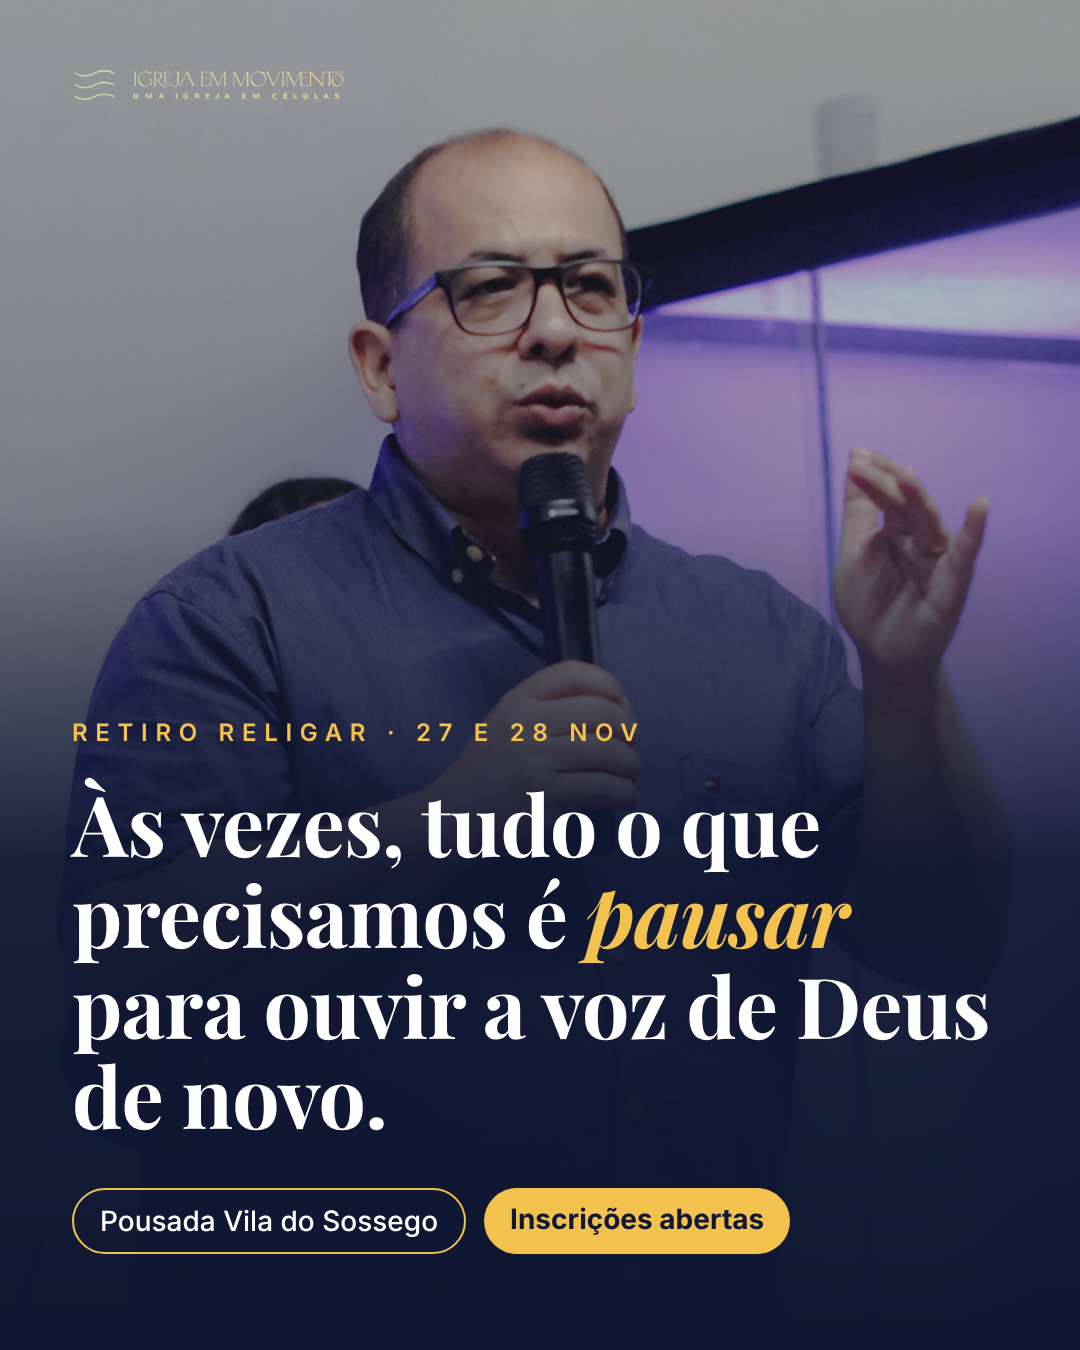 IGREJA EM MOVIMENTO
UMA IGREJA EM CÉLULAS
RETIRO RELIGAR · 27 E 28 NOV
Às vezes, tudo o que
precisamos é pausar
para ouvir a voz de Deus
de novo.
Pousada Vila do Sossego
Inscrições abertas